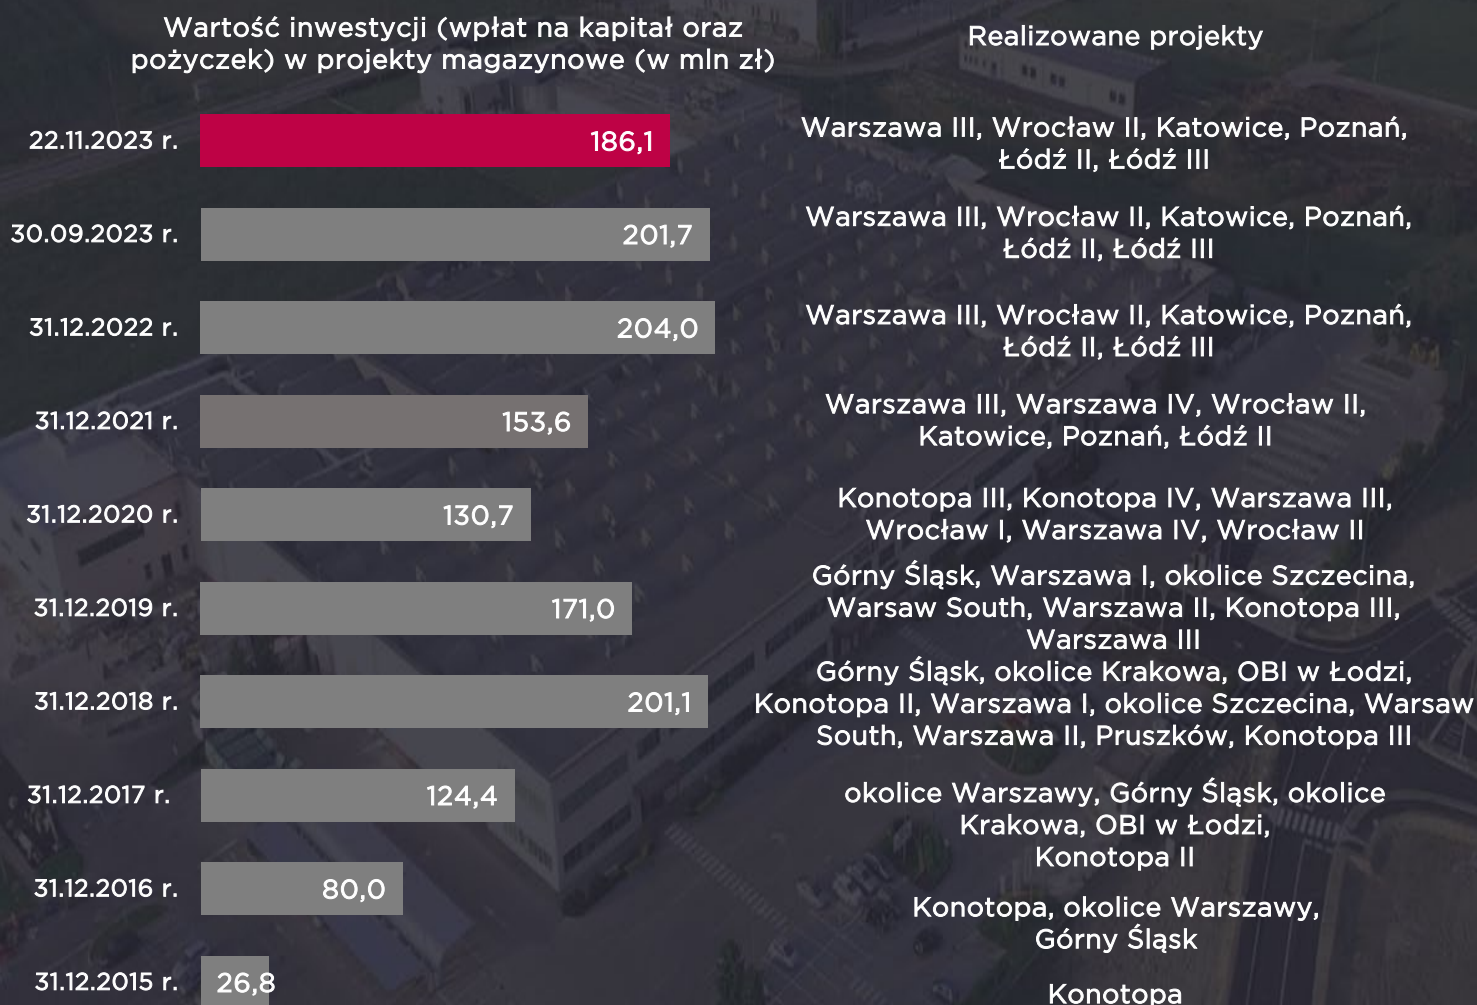 Wartość inwestycji (wpłat na kapitał oraz
pożyczek) w projekty magazynowe (w mln zł)
Realizowane projekty
22.11.2023 r.
186,1
Warszawa III, Wrocław II, Katowice, Poznań,
Łódź II, Łódź III
30.09.2023 r.
201,7
Warszawa III, Wrocław II, Katowice, Poznań,
Łódź II, Łódź III
31.12.2022 r.
204,0
Warszawa III, Wrocław II, Katowice, Poznań,
Łódź II, Łódź III
31.12.2021 r.
153,6
Warszawa III, Warszawa IV, Wrocław II,
Katowice, Poznań, Łódź II
31.12.2020 r.
130,7
Konotopa III, Konotopa IV, Warszawa III,
Wrocław I, Warszawa IV, Wrocław II
31.12.2019 r.
171,0
Górny Śląsk, Warszawa I, okolice Szczecina,
Warsaw South, Warszawa II, Konotopa III,
Warszawa III
31.12.2018 r.
201,1
Górny Śląsk, okolice Krakowa, OBI w Łodzi,
Konotopa II, Warszawa I, okolice Szczecina, Warsaw
South, Warszawa II, Pruszków, Konotopa III
31.12.2017 r.
124,4
okolice Warszawy, Górny Śląsk, okolice
Krakowa, OBI w Łodzi,
Konotopa II
31.12.2016 r.
80,0
Konotopa, okolice Warszawy,
Górny Śląsk
31.12.2015 r.
26,8
Konotopa